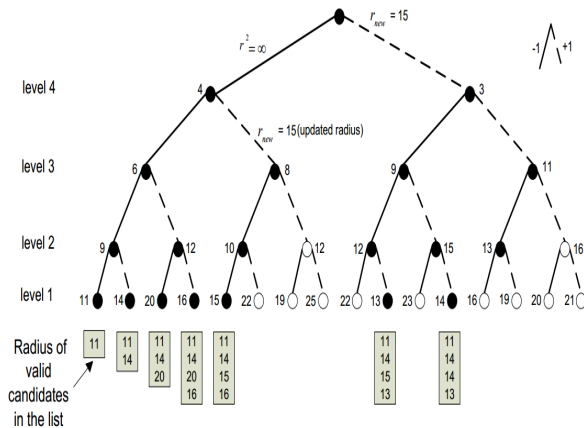 r_new = 15
r² = ∞
-1 +1
level 4
4 3
r_new = 15 (updated radius)
level 3
6 8 9 11
level 2
9 12 10 12 12 15 13 16
level 1
11 14 20 16 15 22 19 25 22 13 23 14 16 19 20 21
Radius of
valid
candidates
in the list
11
11
14
11
14
20
11
14
20
16
11
14
15
16
11
14
15
13
11
14
14
13